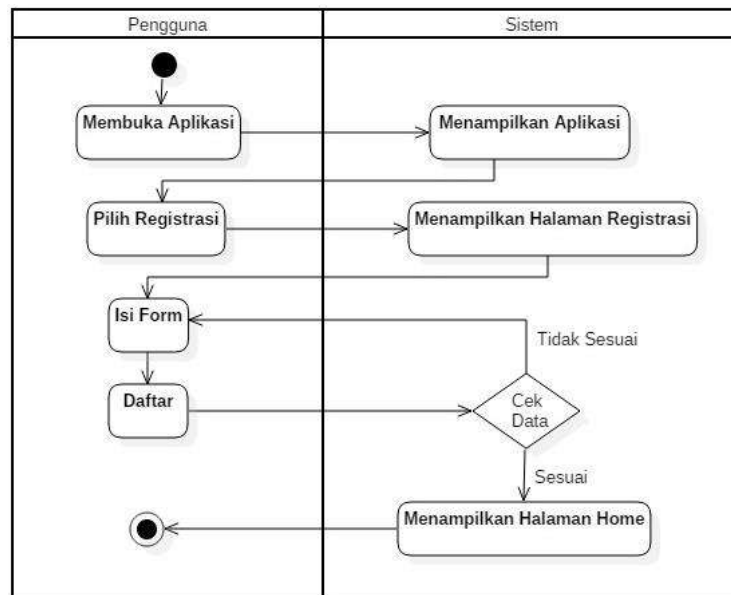 Pengguna
Sistem
Membuka Aplikasi
Menampilkan Aplikasi
Pilih Registrasi
Menampilkan Halaman Registrasi
Isi Form
Tidak Sesuai
Daftar
Cek
Data
Sesuai
Menampilkan Halaman Home